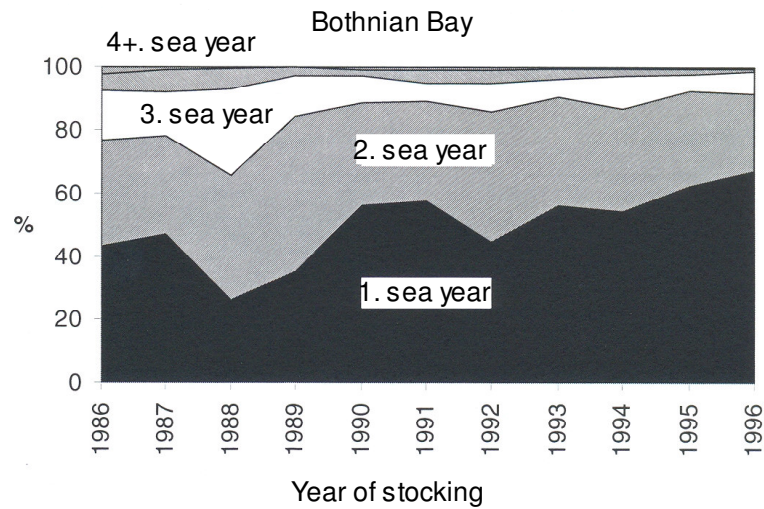 Bothnian Bay
4+. sea year
100
3. sea year
80
2. sea year
60
%
40
1. sea year
20
0
1986 1987 1988 1989 1990 1991 1992 1993 1994 1995 1996
Year of stocking